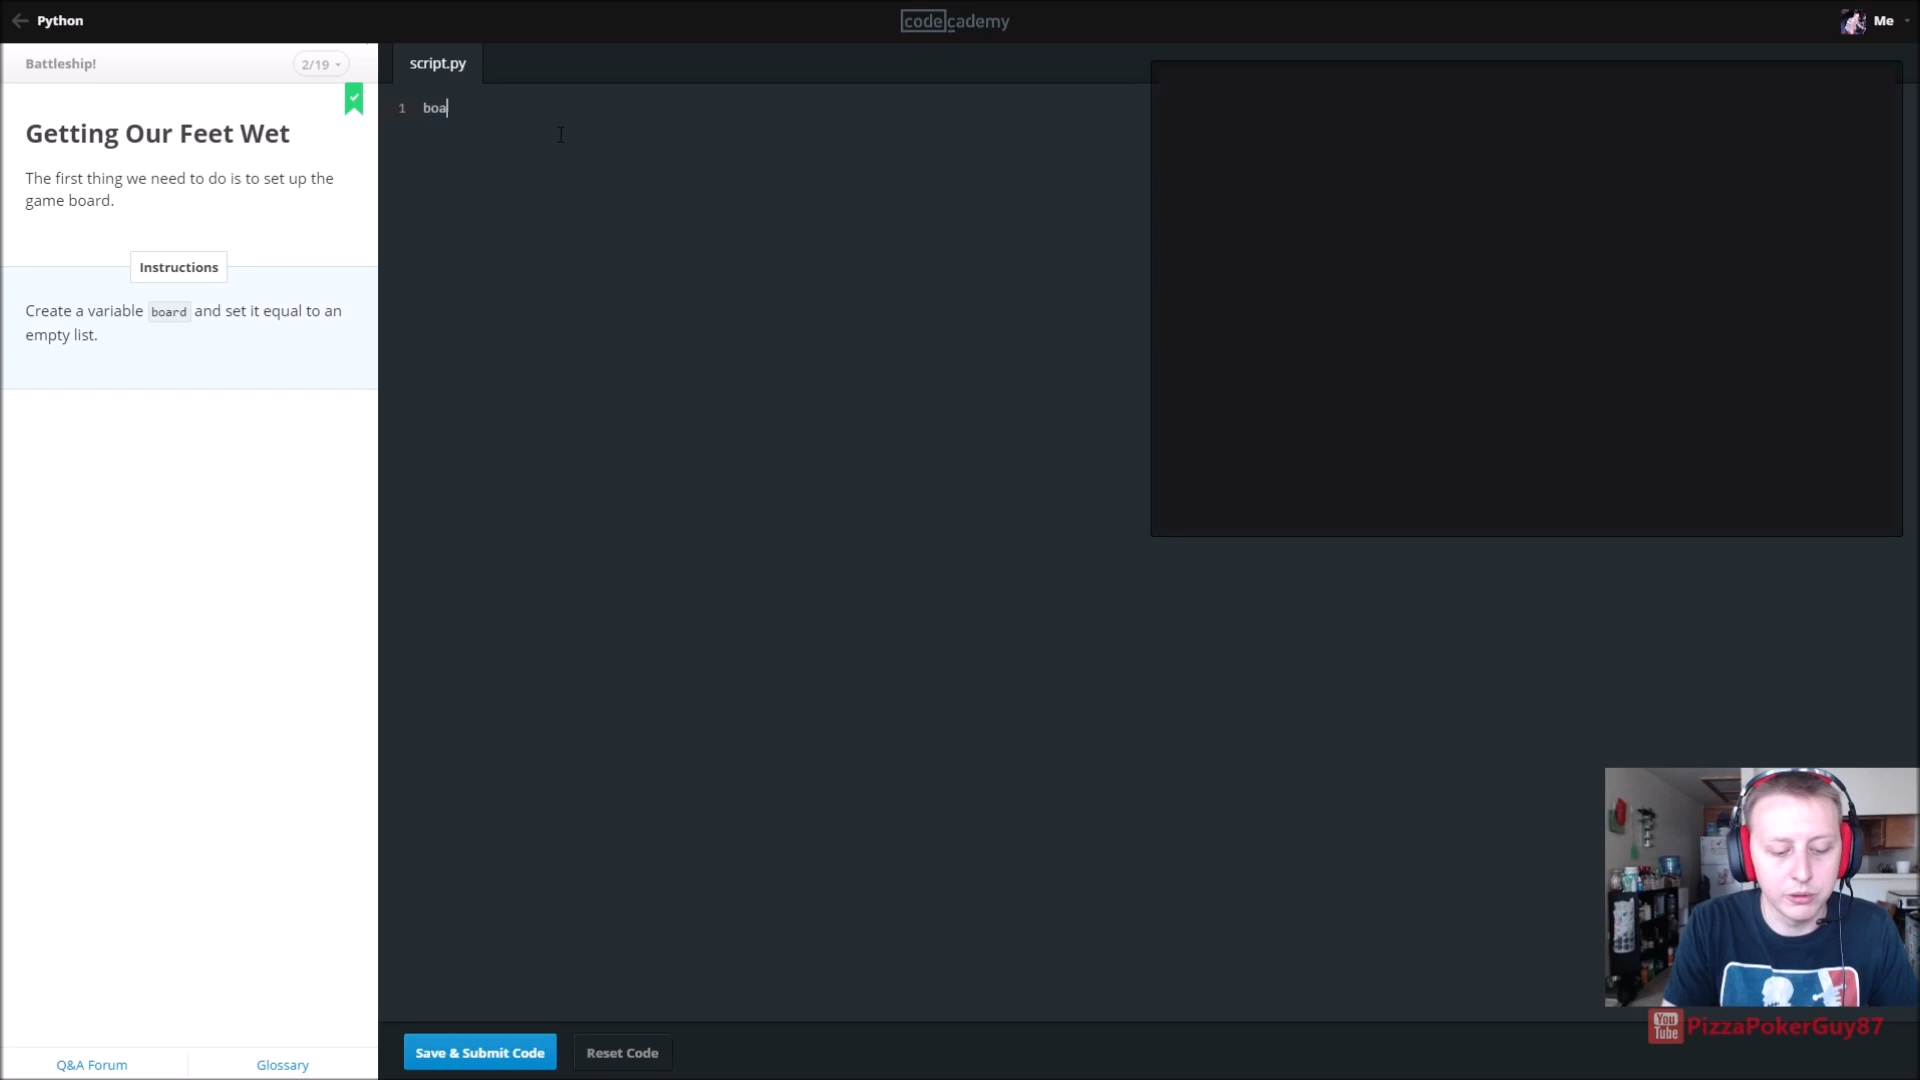 Python
codecademy
Me
Battleship!
2/19
script.py
1 boa
Getting Our Feet Wet
The first thing we need to do is to set up the
game board.
Instructions
Create a variable board and set it equal to an
empty list.
Q&A Forum
Glossary
Save & Submit Code
Reset Code
You
Tube
PizzaPokerGuy87